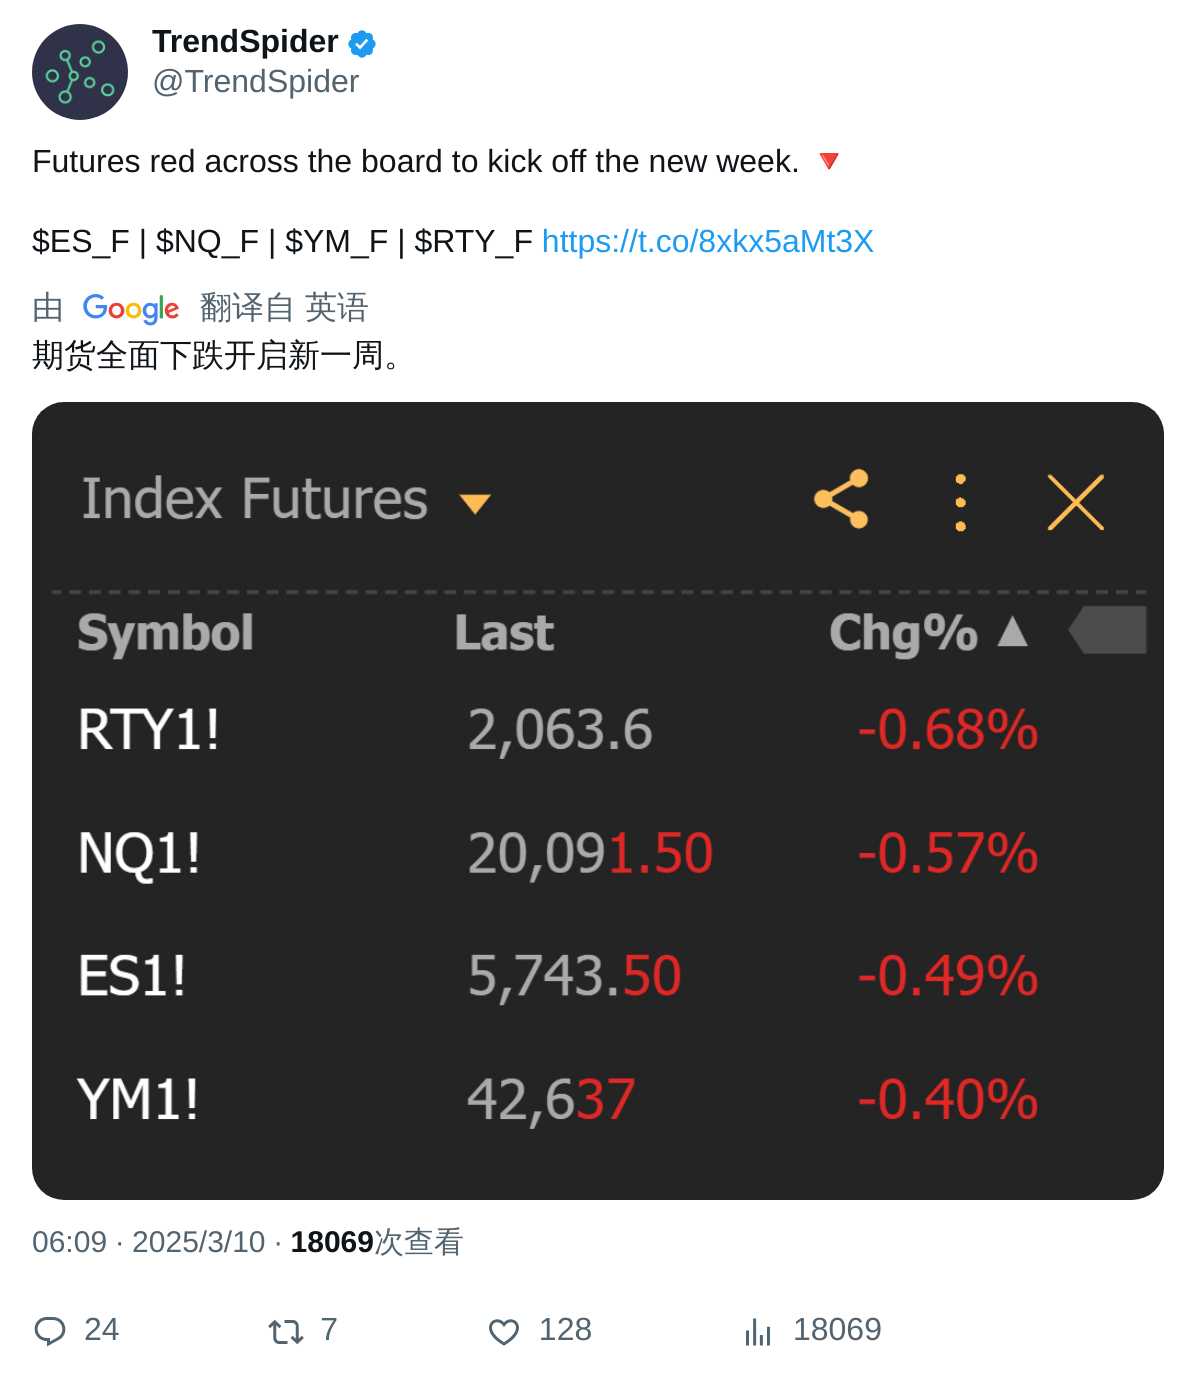 TrendSpider
@TrendSpider
Futures red across the board to kick off the new week. 🔻
$ES_F | $NQ_F | $YM_F | $RTY_F https://t.co/8xkx5aMt3X
由 Google 翻译自 英语
期货全面下跌开启新一周。
Index Futures
Symbol Last Chg% ▲
RTY1! 2,063.6 -0.68%
NQ1! 20,091.50 -0.57%
ES1! 5,743.50 -0.49%
YM1! 42,637 -0.40%
06:09 · 2025/3/10 · 18069次查看
24 7 128 18069